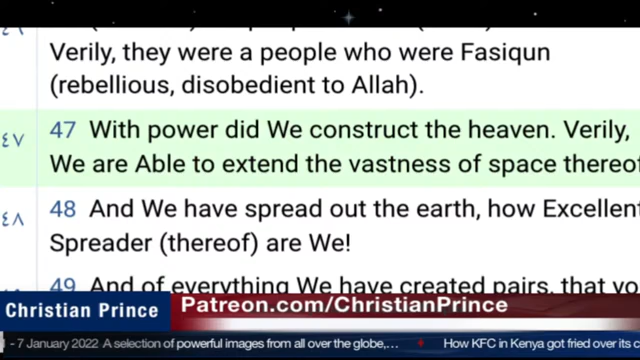 Verily, they were a people who were Fasiqun
(rebellious, disobedient to Allah).
٤٧
47 With power did We construct the heaven. Verily,
We are Able to extend the vastness of space thereof
٤٨
48 And We have spread out the earth, how Excellent
Spreader (thereof) are We!
49 And of everything We have created pairs, that yo
Christian Prince
Patreon.com/ChristianPrince
- 7 January 2022 A selection of powerful images from all over the globe,...
How KFC in Kenya got fried over its c